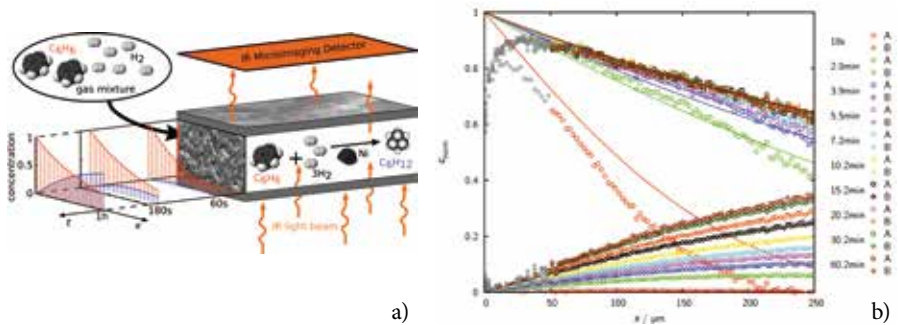 C6H6
H2
gas mixture
IR Microimaging Detector
concentration
1
0.5
0
C6H6
+
3H2
Ni
C6H12
1h
180s
60s
t
x
IR light beam
a)
1
0.8
0.6
0.4
0.2
0
0
50
100
150
200
250
x / µm
c norm
10s A
B
2.0min A
B
3.9min A
B
5.5min A
B
7.3min A
B
10.2min A
B
15.2min A
B
20.2min A
B
30.2min A
B
60.2min A
B
b)